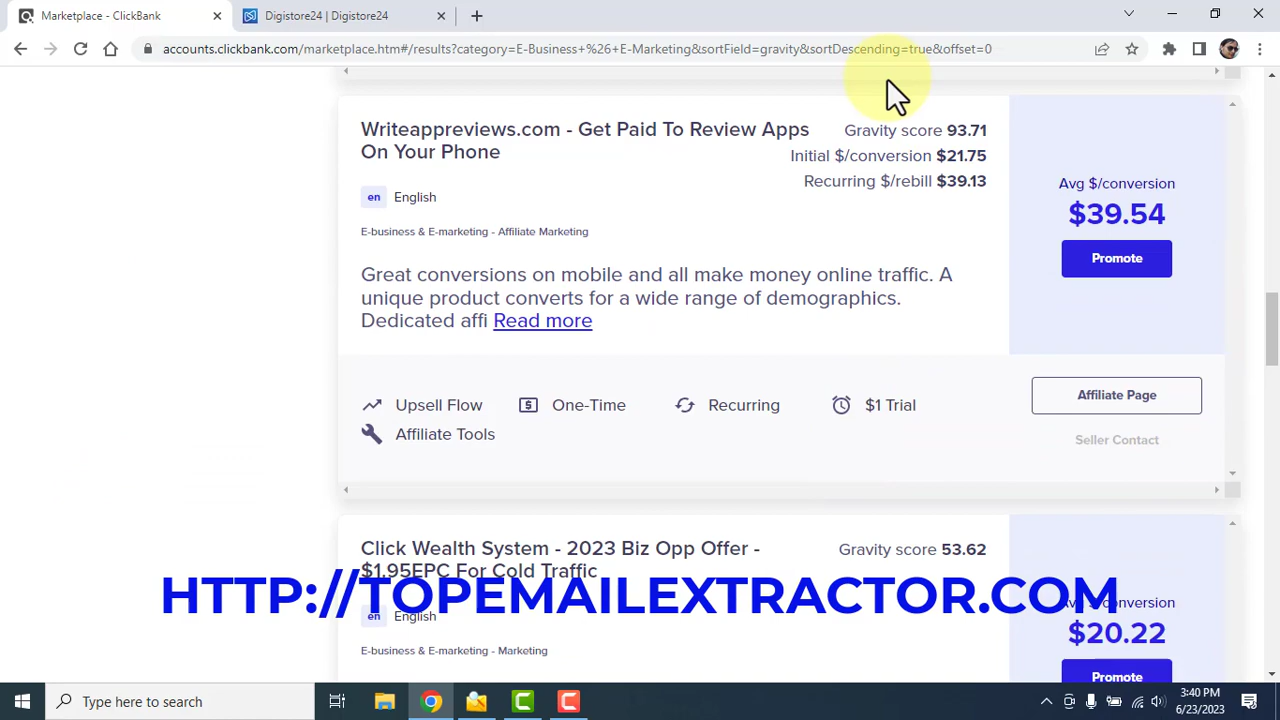 Marketplace - ClickBank
Digistore24 | Digistore24
accounts.clickbank.com/marketplace.htm#/results?category=E-Business+%26+E-Marketing&sortField=gravity&sortDescending=true&offset=0
Writeappreviews.com - Get Paid To Review Apps
On Your Phone
Gravity score 93.71
Initial $/conversion $21.75
Recurring $/rebill $39.13
Avg $/conversion
$39.54
Promote
en English
E-business & E-marketing - Affiliate Marketing
Great conversions on mobile and all make money online traffic. A
unique product converts for a wide range of demographics.
Dedicated affi Read more
Upsell Flow
One-Time
Recurring
$1 Trial
Affiliate Tools
Affiliate Page
Seller Contact
Click Wealth System - 2023 Biz Opp Offer -
$1.95EPC For Cold Traffic
Gravity score 53.62
HTTP://TOPEMAILEXTRACTOR.COM
Avg $/conversion
$20.22
Promote
en English
E-business & E-marketing - Marketing
Type here to search
3:40 PM
6/23/2023